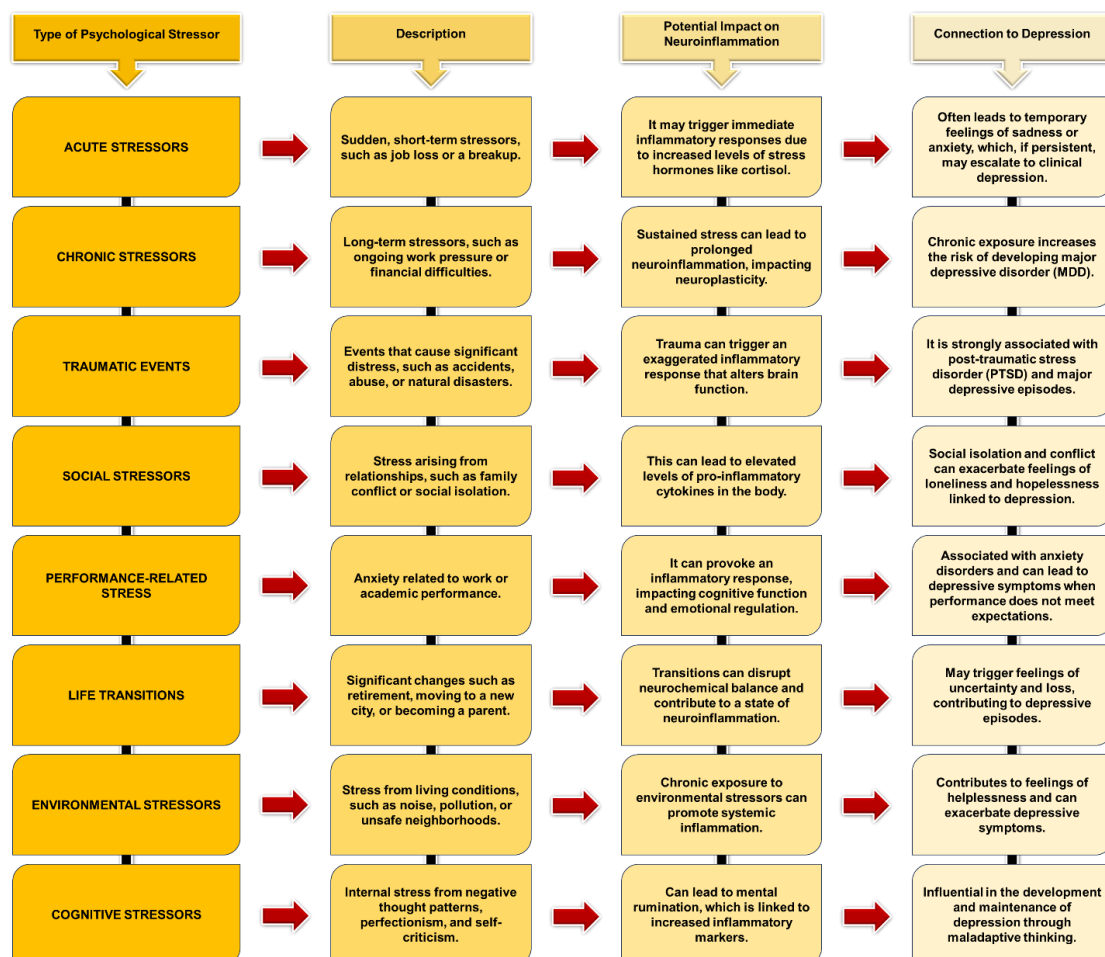 Type of Psychological Stressor
Description
Potential Impact on
Neuroinflammation
Connection to Depression
ACUTE STRESSORS
Sudden, short-term stressors,
such as job loss or a breakup.
It may trigger immediate
inflammatory responses due
to increased levels of stress
hormones like cortisol.
Often leads to temporary
feelings of sadness or
anxiety, which, if persistent,
may escalate to clinical
depression.
CHRONIC STRESSORS
Long-term stressors, such as
ongoing work pressure or
financial difficulties.
Sustained stress can lead to
prolonged
neuroinflammation, impacting
neuroplasticity.
Chronic exposure increases
the risk of developing major
depressive disorder (MDD).
TRAUMATIC EVENTS
Events that cause significant
distress, such as accidents,
abuse, or natural disasters.
Trauma can trigger an
exaggerated inflammatory
response that alters brain
function.
It is strongly associated with
post-traumatic stress
disorder (PTSD) and major
depressive episodes.
SOCIAL STRESSORS
Stress arising from
relationships, such as family
conflict or social isolation.
This can lead to elevated
levels of pro-inflammatory
cytokines in the body.
Social isolation and conflict
can exacerbate feelings of
loneliness and hopelessness
linked to depression.
PERFORMANCE-RELATED
STRESS
Anxiety related to work or
academic performance.
It can provoke an
inflammatory response,
impacting cognitive function
and emotional regulation.
Associated with anxiety
disorders and can lead to
depressive symptoms when
performance does not meet
expectations.
LIFE TRANSITIONS
Significant changes such as
retirement, moving to a new
city, or becoming a parent.
Transitions can disrupt
neurochemical balance and
contribute to a state of
neuroinflammation.
May trigger feelings of
uncertainty and loss,
contributing to depressive
episodes.
ENVIRONMENTAL STRESSORS
Stress from living conditions,
such as noise, pollution, or
unsafe neighborhoods.
Chronic exposure to
environmental stressors can
promote systemic
inflammation.
Contributes to feelings of
helplessness and can
exacerbate depressive
symptoms.
COGNITIVE STRESSORS
Internal stress from negative
thought patterns,
perfectionism, and self-
criticism.
Can lead to mental
rumination, which is linked to
increased inflammatory
markers.
Influential in the development
and maintenance of
depression through
maladaptive thinking.